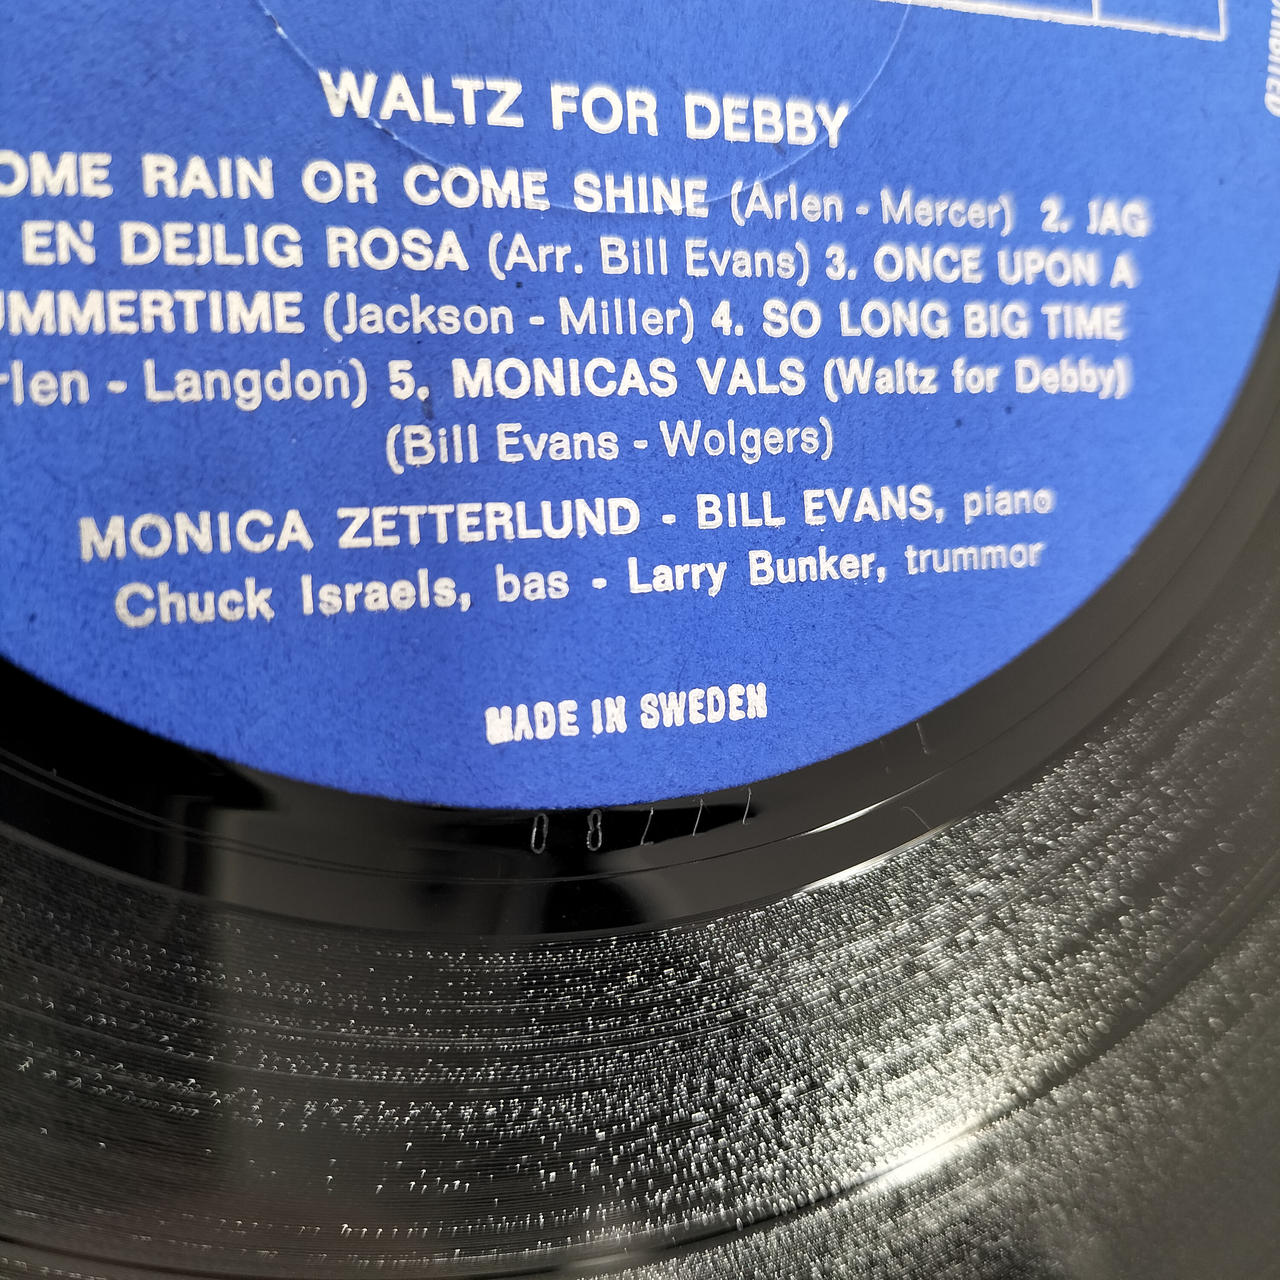 WALTZ FOR DEBBY
OME RAIN OR COME SHINE (Arlen - Mercer) 2. JAG
EN DEJLIG ROSA (Arr. Bill Evans) 3. ONCE UPON A
UMMERTIME (Jackson - Miller) 4. SO LONG BIG TIME
rlen - Langdon) 5. MONICAS VALS (Waltz for Debby)
(Bill Evans - Wolgers)
MONICA ZETTERLUND - BILL EVANS, piano
Chuck Israels, bas - Larry Bunker, trummor
MADE IN SWEDEN